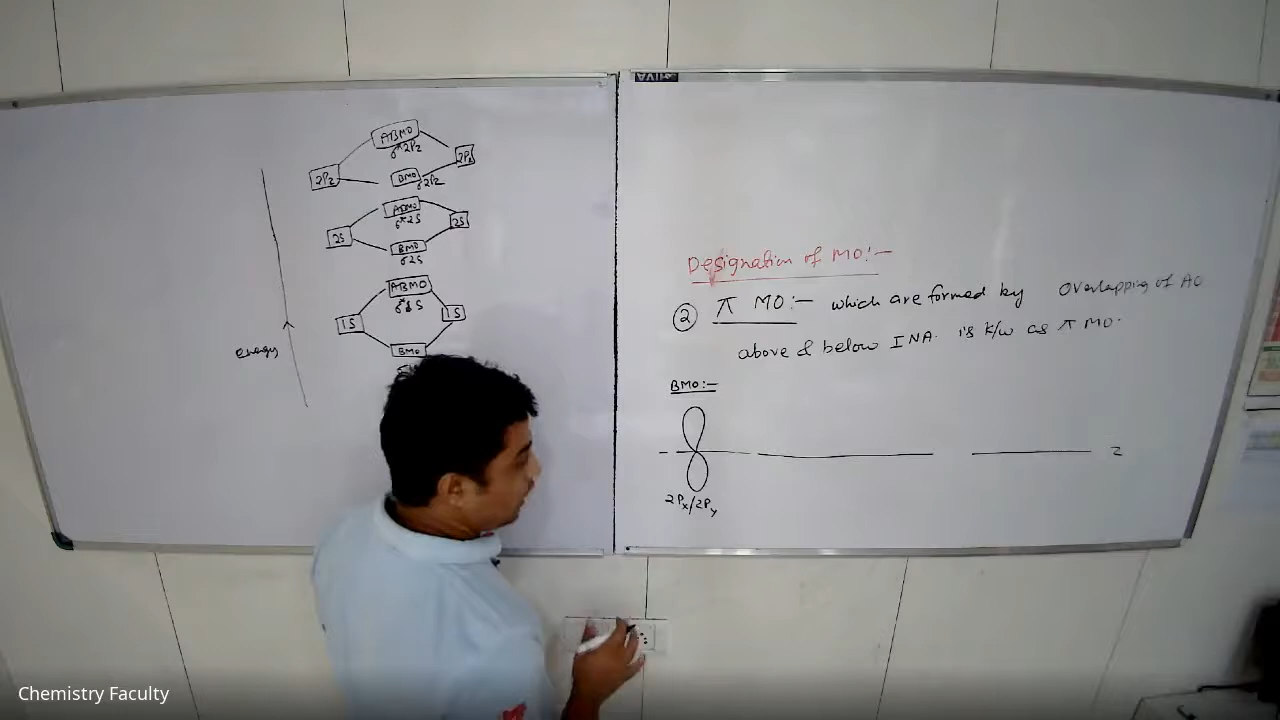 ABMO
σ*2Pz
2Pz
2Pz
BMO
σ2Pz
ABMO
σ*2S
2S
2S
BMO
σ2S
ABMO
1S
1S
BMO
energy
Designation of MO:-
② π MO:- which are formed by Overlapping of AO
above & below INA. is k/w as π MO.
BMO:-
z
2Px/2Py
Chemistry Faculty